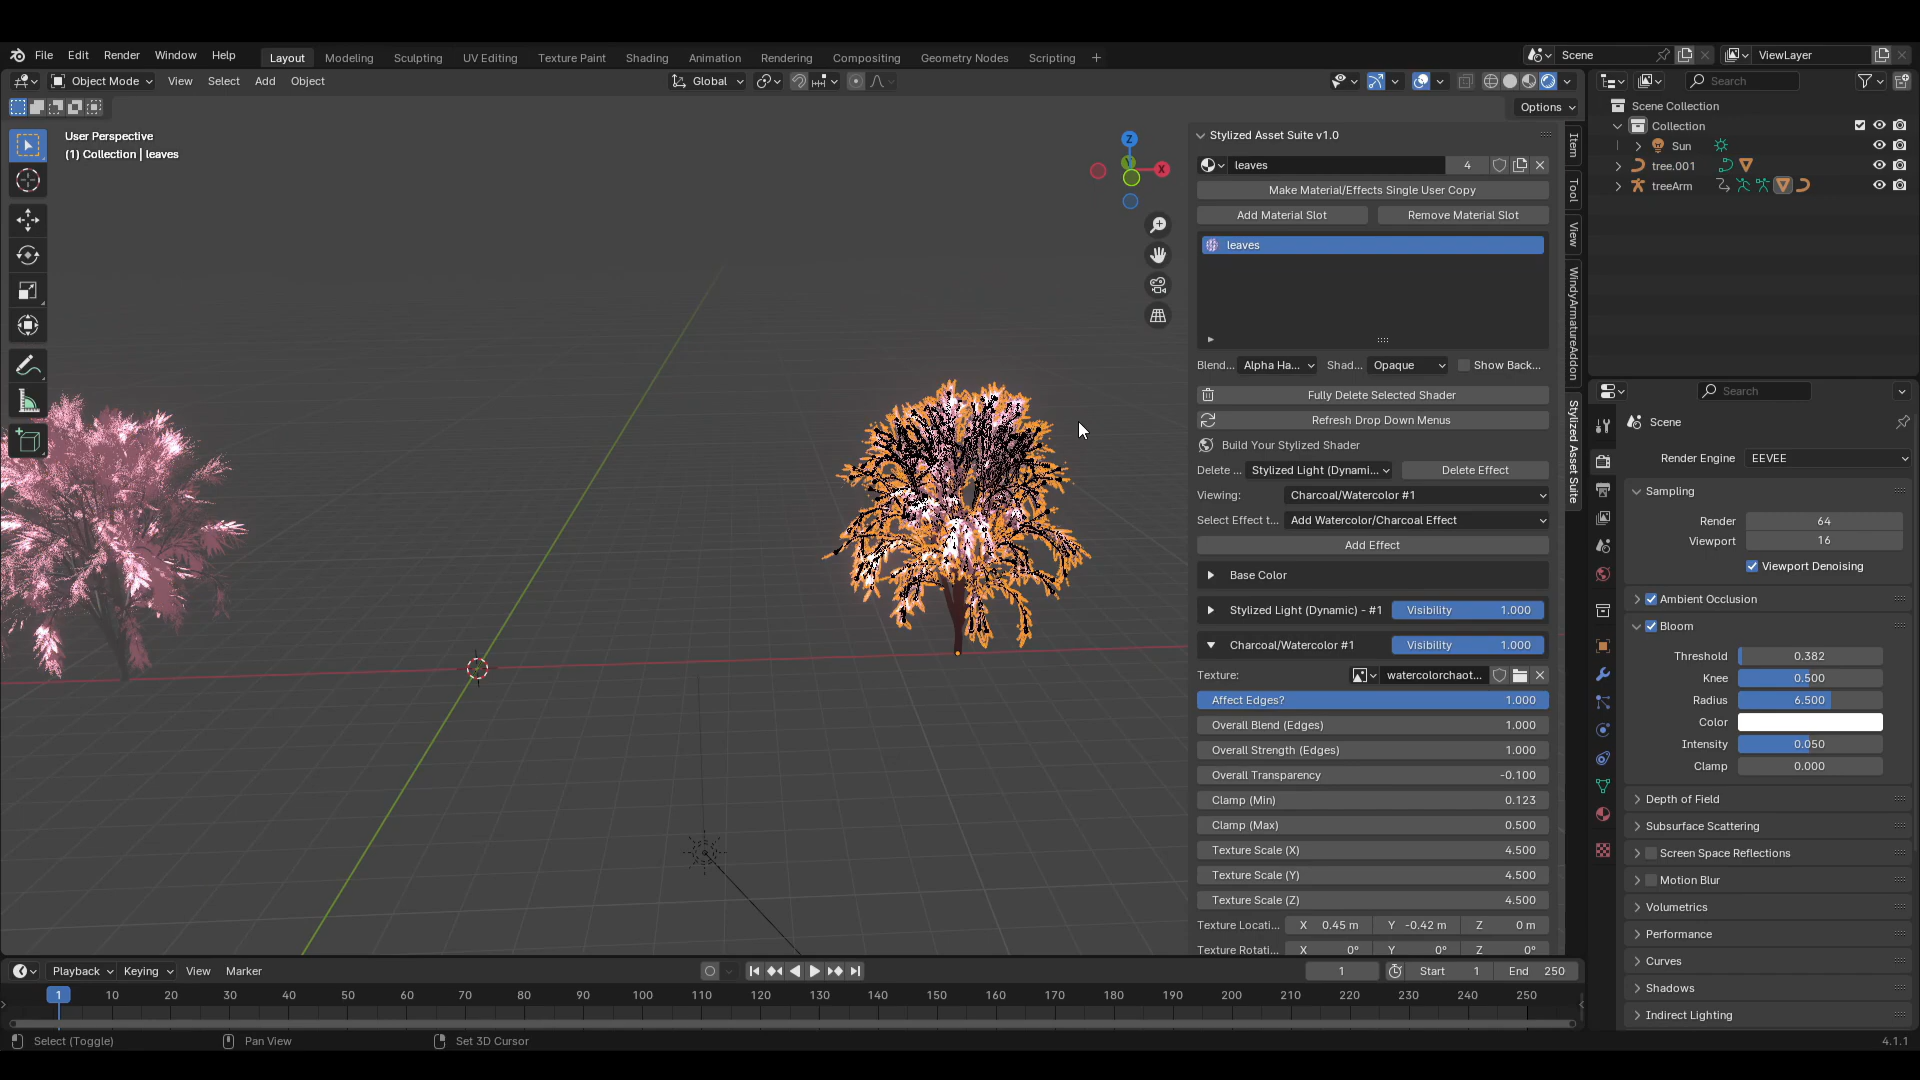 File Edit Render Window Help Layout Modeling Sculpting UV Editing Texture Paint Shading Animation Rendering Compositing Geometry Nodes Scripting + Scene ViewLayer
Object Mode View Select Add Object Global Search
Options
User Perspective
(1) Collection | leaves
Z
Y
X
Stylized Asset Suite v1.0
leaves 4
Make Material/Effects Single User Copy
Add Material Slot Remove Material Slot
leaves
Blend... Alpha Ha... Shad... Opaque Show Back...
Fully Delete Selected Shader
Refresh Drop Down Menus
Build Your Stylized Shader
Delete ... Stylized Light (Dynami... Delete Effect
Viewing: Charcoal/Watercolor #1
Select Effect t... Add Watercolor/Charcoal Effect
Add Effect
Base Color
Stylized Light (Dynamic) - #1 Visibility 1.000
Charcoal/Watercolor #1 Visibility 1.000
Texture: watercolorchaot...
Affect Edges? 1.000
Overall Blend (Edges) 1.000
Overall Strength (Edges) 1.000
Overall Transparency -0.100
Clamp (Min) 0.123
Clamp (Max) 0.500
Texture Scale (X) 4.500
Texture Scale (Y) 4.500
Texture Scale (Z) 4.500
Texture Locati... X 0.45 m Y -0.42 m Z 0 m
Texture Rotati... X 0° Y 0° Z 0°
Item
Tool
View
WindyArmatureAddon
Stylized Asset Suite
Scene Collection
Collection
Sun
tree.001
treeArm
Search
Scene
Render Engine EEVEE
Sampling
Render 64
Viewport 16
Viewport Denoising
Ambient Occlusion
Bloom
Threshold 0.382
Knee 0.500
Radius 6.500
Color
Intensity 0.050
Clamp 0.000
Depth of Field
Subsurface Scattering
Screen Space Reflections
Motion Blur
Volumetrics
Performance
Curves
Shadows
Indirect Lighting
Playback Keying View Marker 1 Start 1 End 250
1 10 20 30 40 50 60 70 80 90 100 110 120 130 140 150 160 170 180 190 200 210 220 230 240 250
Select (Toggle) Pan View Set 3D Cursor 4.1.1